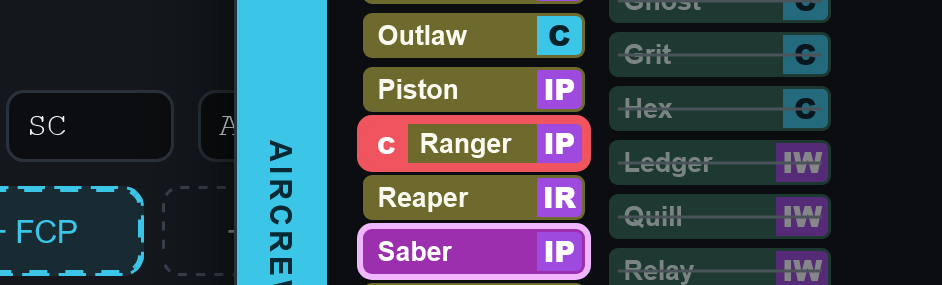 SC
FCP
AIRCRE
Outlaw C
Piston IP
c Ranger IP
Reaper IR
Saber IP
Ghost
Grit C
Hex C
Ledger IW
Quill IW
Relay IW